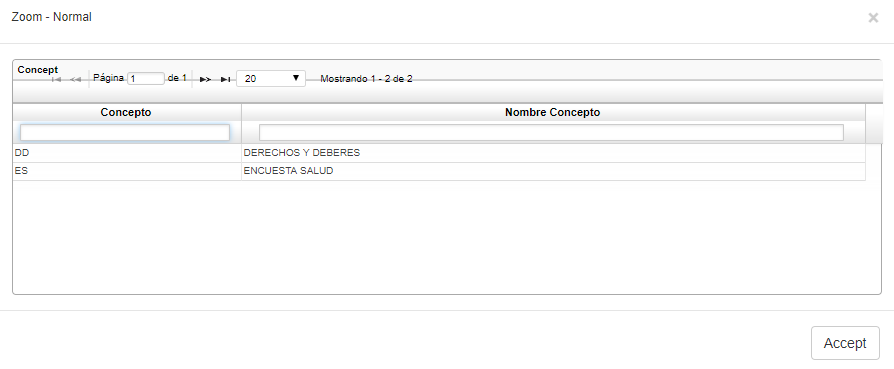 Zoom - Normal
×
Concept
Página 1 de 1 20 Mostrando 1 - 2 de 2
Concepto Nombre Concepto
DD DERECHOS Y DEBERES
ES ENCUESTA SALUD
Accept